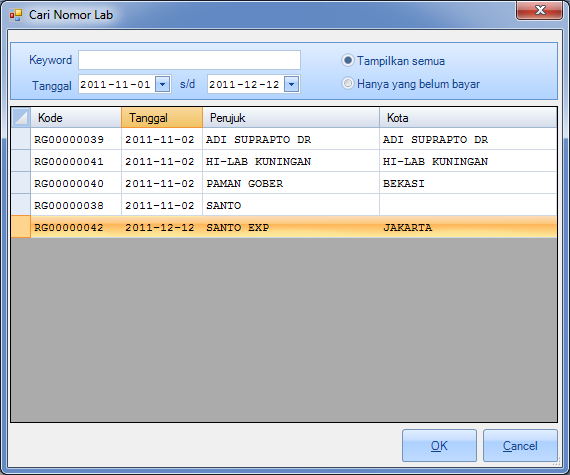 Cari Nomor Lab
Keyword
Tampilkan semua
Tanggal 2011-11-01 s/d 2011-12-12 Hanya yang belum bayar
Kode Tanggal Perujuk Kota
RG00000039 2011-11-02 ADI SUPRAPTO DR ADI SUPRAPTO DR
RG00000041 2011-11-02 HI-LAB KUNINGAN HI-LAB KUNINGAN
RG00000040 2011-11-02 PAMAN GOBER BEKASI
RG00000038 2011-11-02 SANTO
RG00000042 2011-12-12 SANTO EXP JAKARTA
OK Cancel